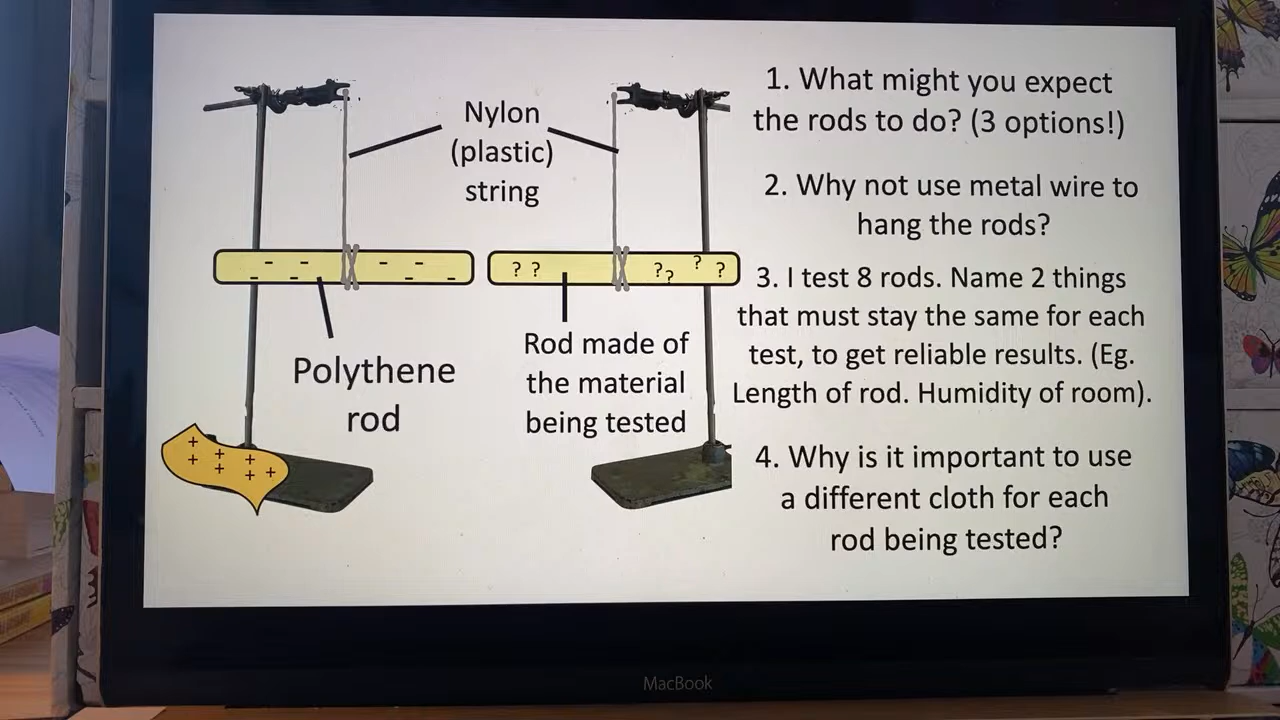 Nylon
(plastic)
string
Polythene
rod
? ?
? ? ? ?
Rod made of
the material
being tested
1. What might you expect
the rods to do? (3 options!)
2. Why not use metal wire to
hang the rods?
3. I test 8 rods. Name 2 things
that must stay the same for each
test, to get reliable results. (Eg.
Length of rod. Humidity of room).
4. Why is it important to use
a different cloth for each
rod being tested?
MacBook